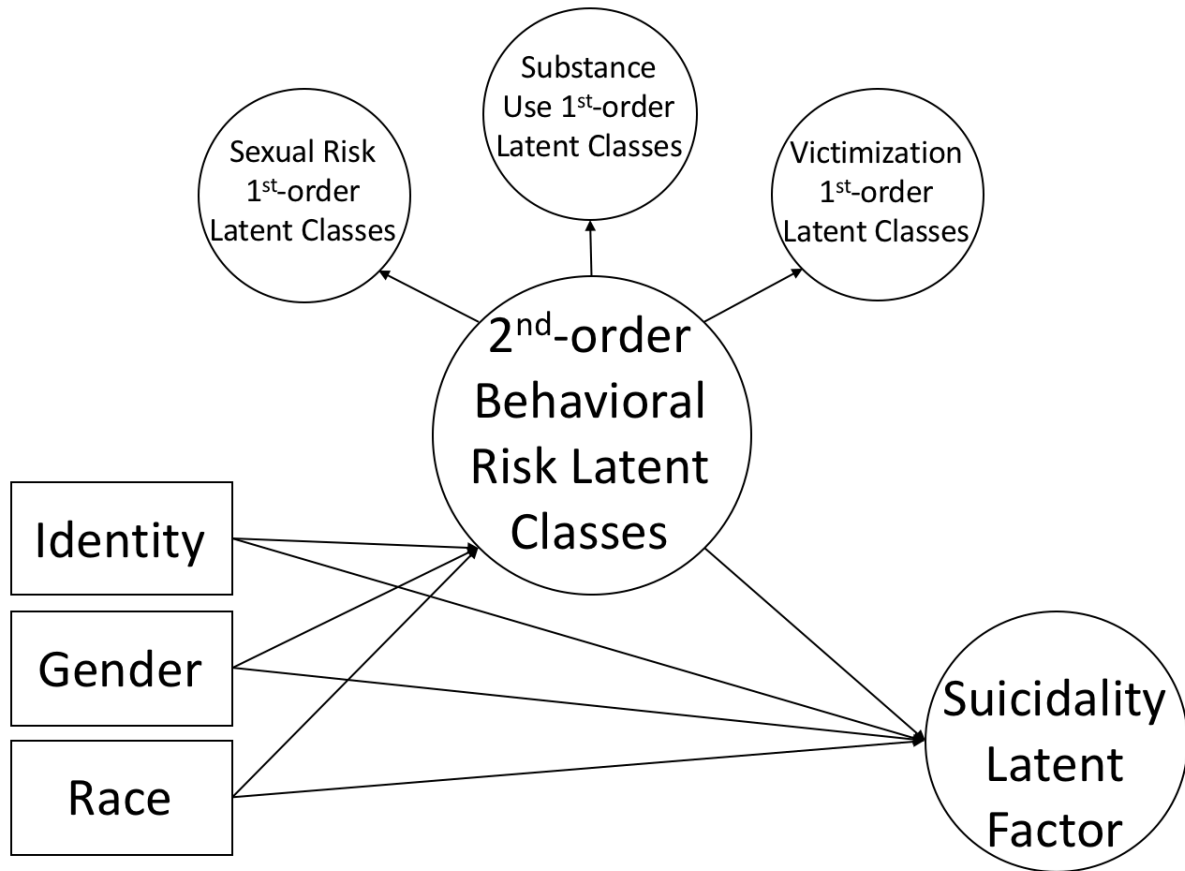 Substance
Use 1st-order
Latent Classes
Sexual Risk
1st-order
Latent Classes
Victimization
1st-order
Latent Classes
2nd-order
Behavioral
Risk Latent
Classes
Identity
Gender
Race
Suicidality
Latent
Factor